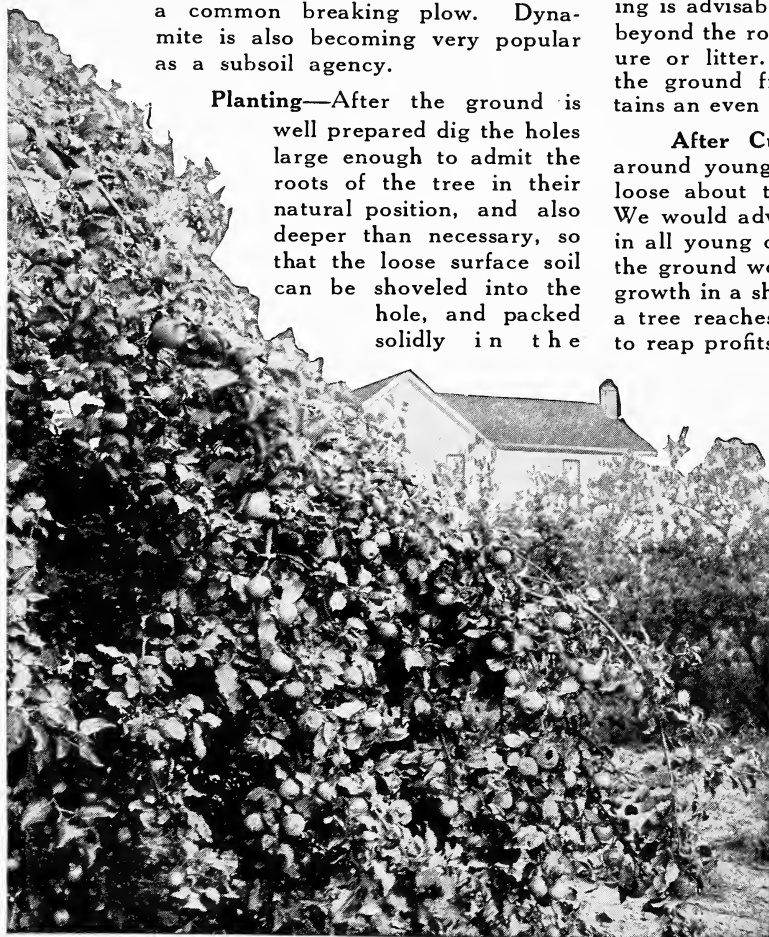 a common breaking plow. Dyna-
mite is also becoming very popular
as a subsoil agency.
Planting—After the ground is
well prepared dig the holes
large enough to admit the
roots of the tree in their
natural position, and also
deeper than necessary, so
that the loose surface soil
can be shoveled into the
hole, and packed
solidly in the
ing is advisab
beyond the ro
ure or litter.
the ground f
tains an even
After Cu
around young
loose about t
We would adv
in all young o
the ground we
growth in a sh
a tree reaches
to reap profits